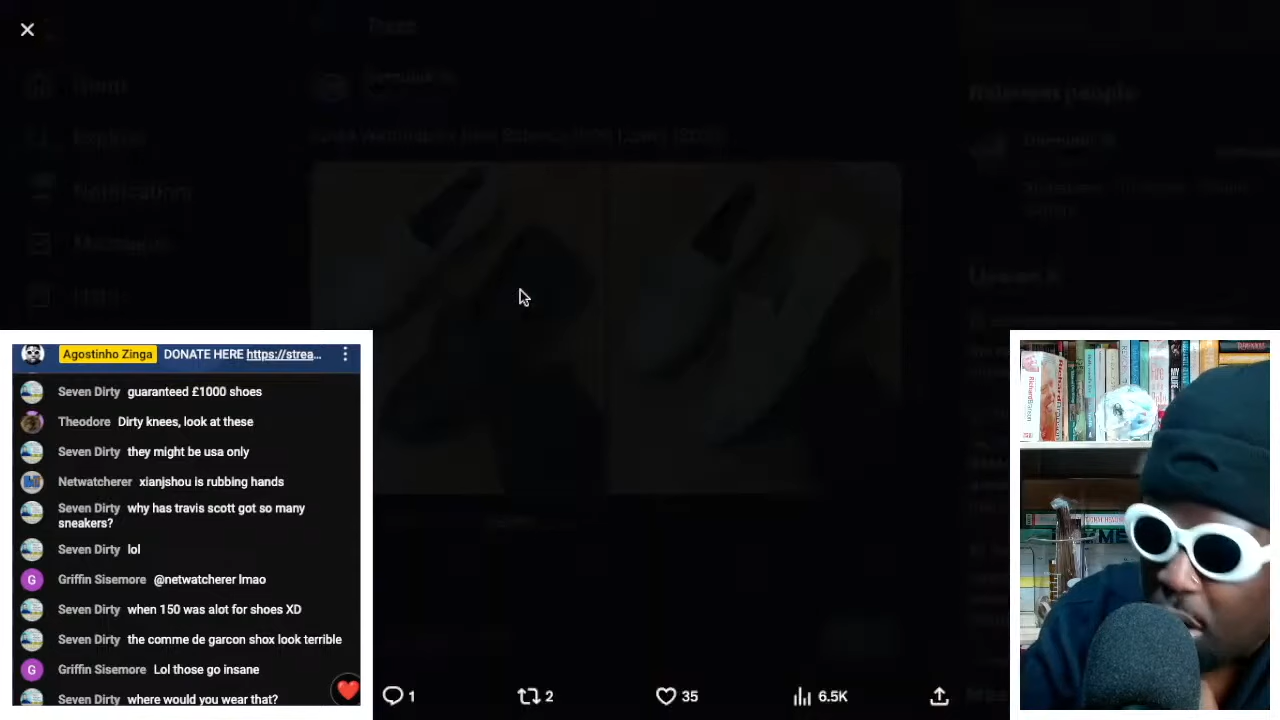 Notifications
Agostinho Zinga DONATE HERE https://strea...
Seven Dirty guaranteed £1000 shoes
Theodore Dirty knees, look at these
Seven Dirty they might be usa only
Netwatcherer xianjshou is rubbing hands
Seven Dirty why has travis scott got so many
sneakers?
Seven Dirty lol
G Griffin Sisemore @netwatcherer lmao
Seven Dirty when 150 was alot for shoes XD
Seven Dirty the comme de garcon shox look terrible
G Griffin Sisemore Lol those go insane
Seven Dirty where would you wear that?
1
2
35
6.5K
RichardBranson